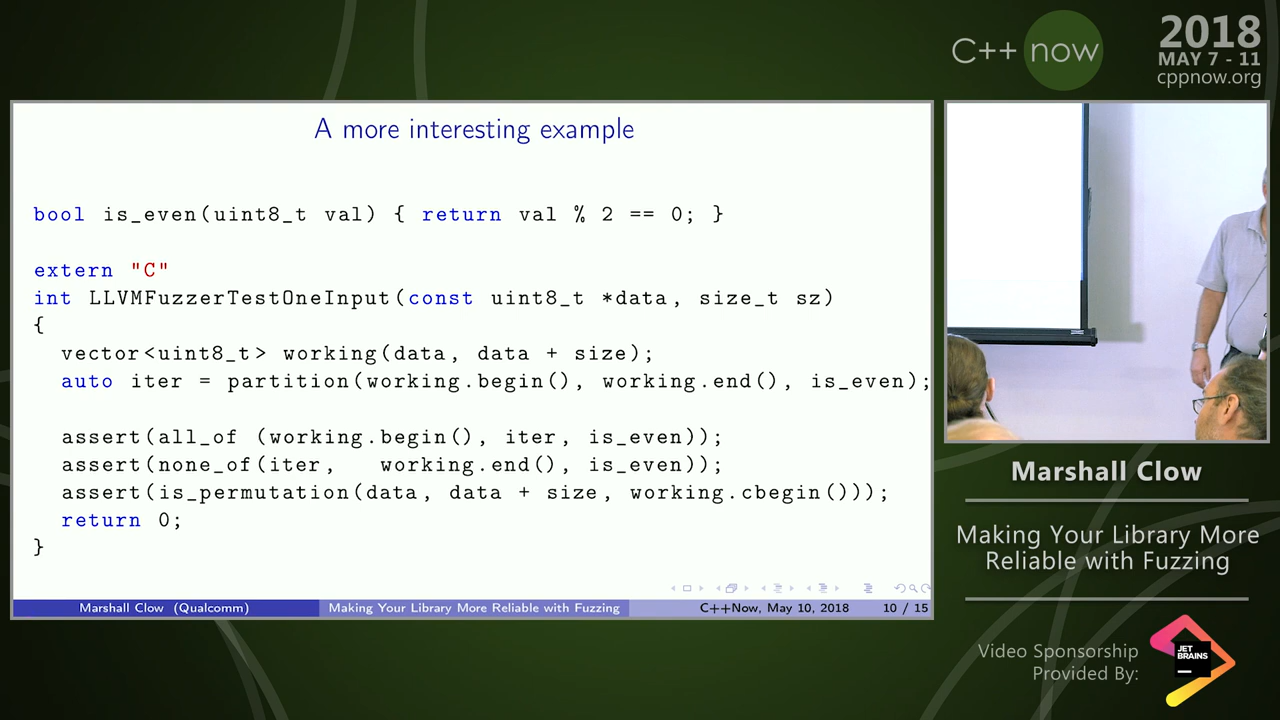 C++ now
2018
MAY 7 - 11
cppnow.org
A more interesting example
bool is_even(uint8_t val) { return val % 2 == 0; }
extern "C"
int LLVMFuzzerTestOneInput(const uint8_t *data, size_t sz)
{
vector<uint8_t> working(data, data + size);
auto iter = partition(working.begin(), working.end(), is_even);
assert(all_of (working.begin(), iter, is_even));
assert(none_of(iter,   working.end(), is_even));
assert(is_permutation(data, data + size, working.cbegin()));
return 0;
}
Marshall Clow (Qualcomm)
Making Your Library More Reliable with Fuzzing
C++Now, May 10, 2018
10 / 15
Marshall Clow
Making Your Library More
Reliable with Fuzzing
Video Sponsorship
Provided By:
JET
BRAINS